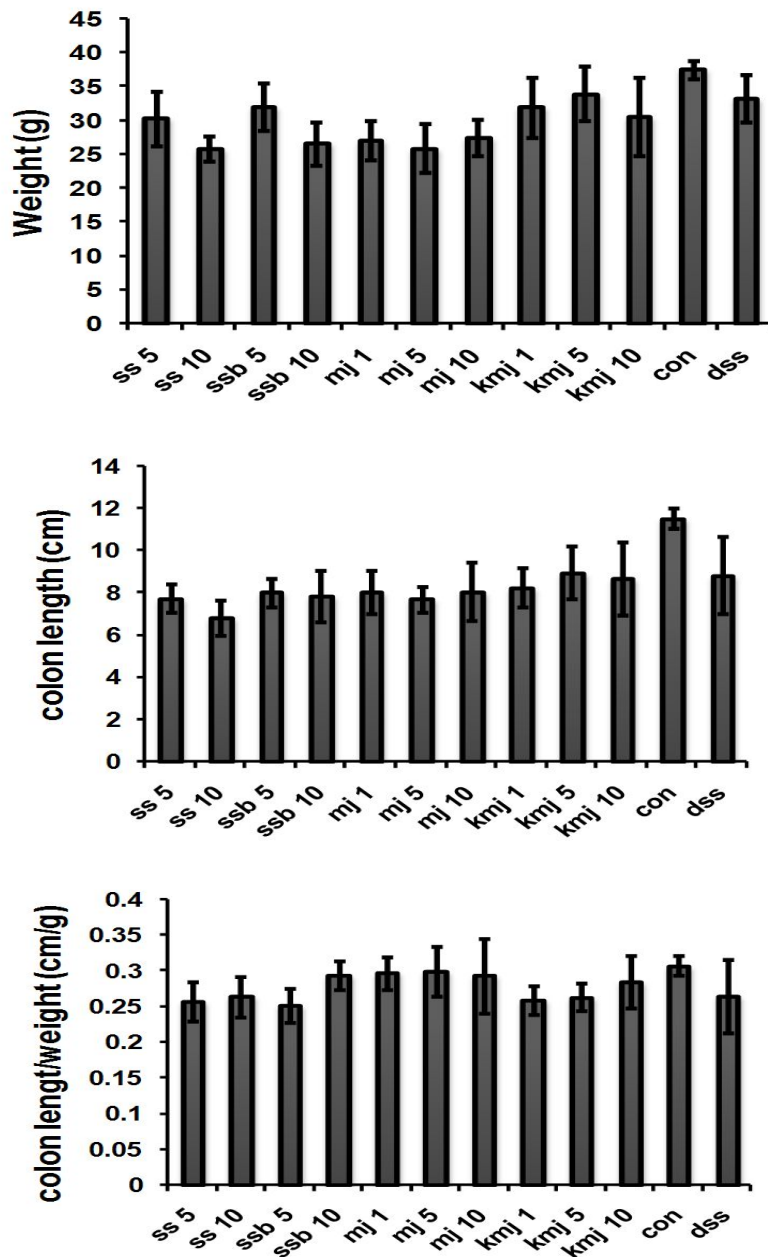 Weight (g)
45
40
35
30
25
20
15
10
5
0
ss 5
ss 10
ssb 5
ssb 10
mj 1
mj 5
mj 10
kmj 1
kmj 5
kmj 10
con
dss
colon length (cm)
14
12
10
8
6
4
2
0
ss 5
ss 10
ssb 5
ssb 10
mj 1
mj 5
mj 10
kmj 1
kmj 5
kmj 10
con
dss
colon lengt/weight (cm/g)
0.4
0.35
0.3
0.25
0.2
0.15
0.1
0.05
0
ss 5
ss 10
ssb 5
ssb 10
mj 1
mj 5
mj 10
kmj 1
kmj 5
kmj 10
con
dss